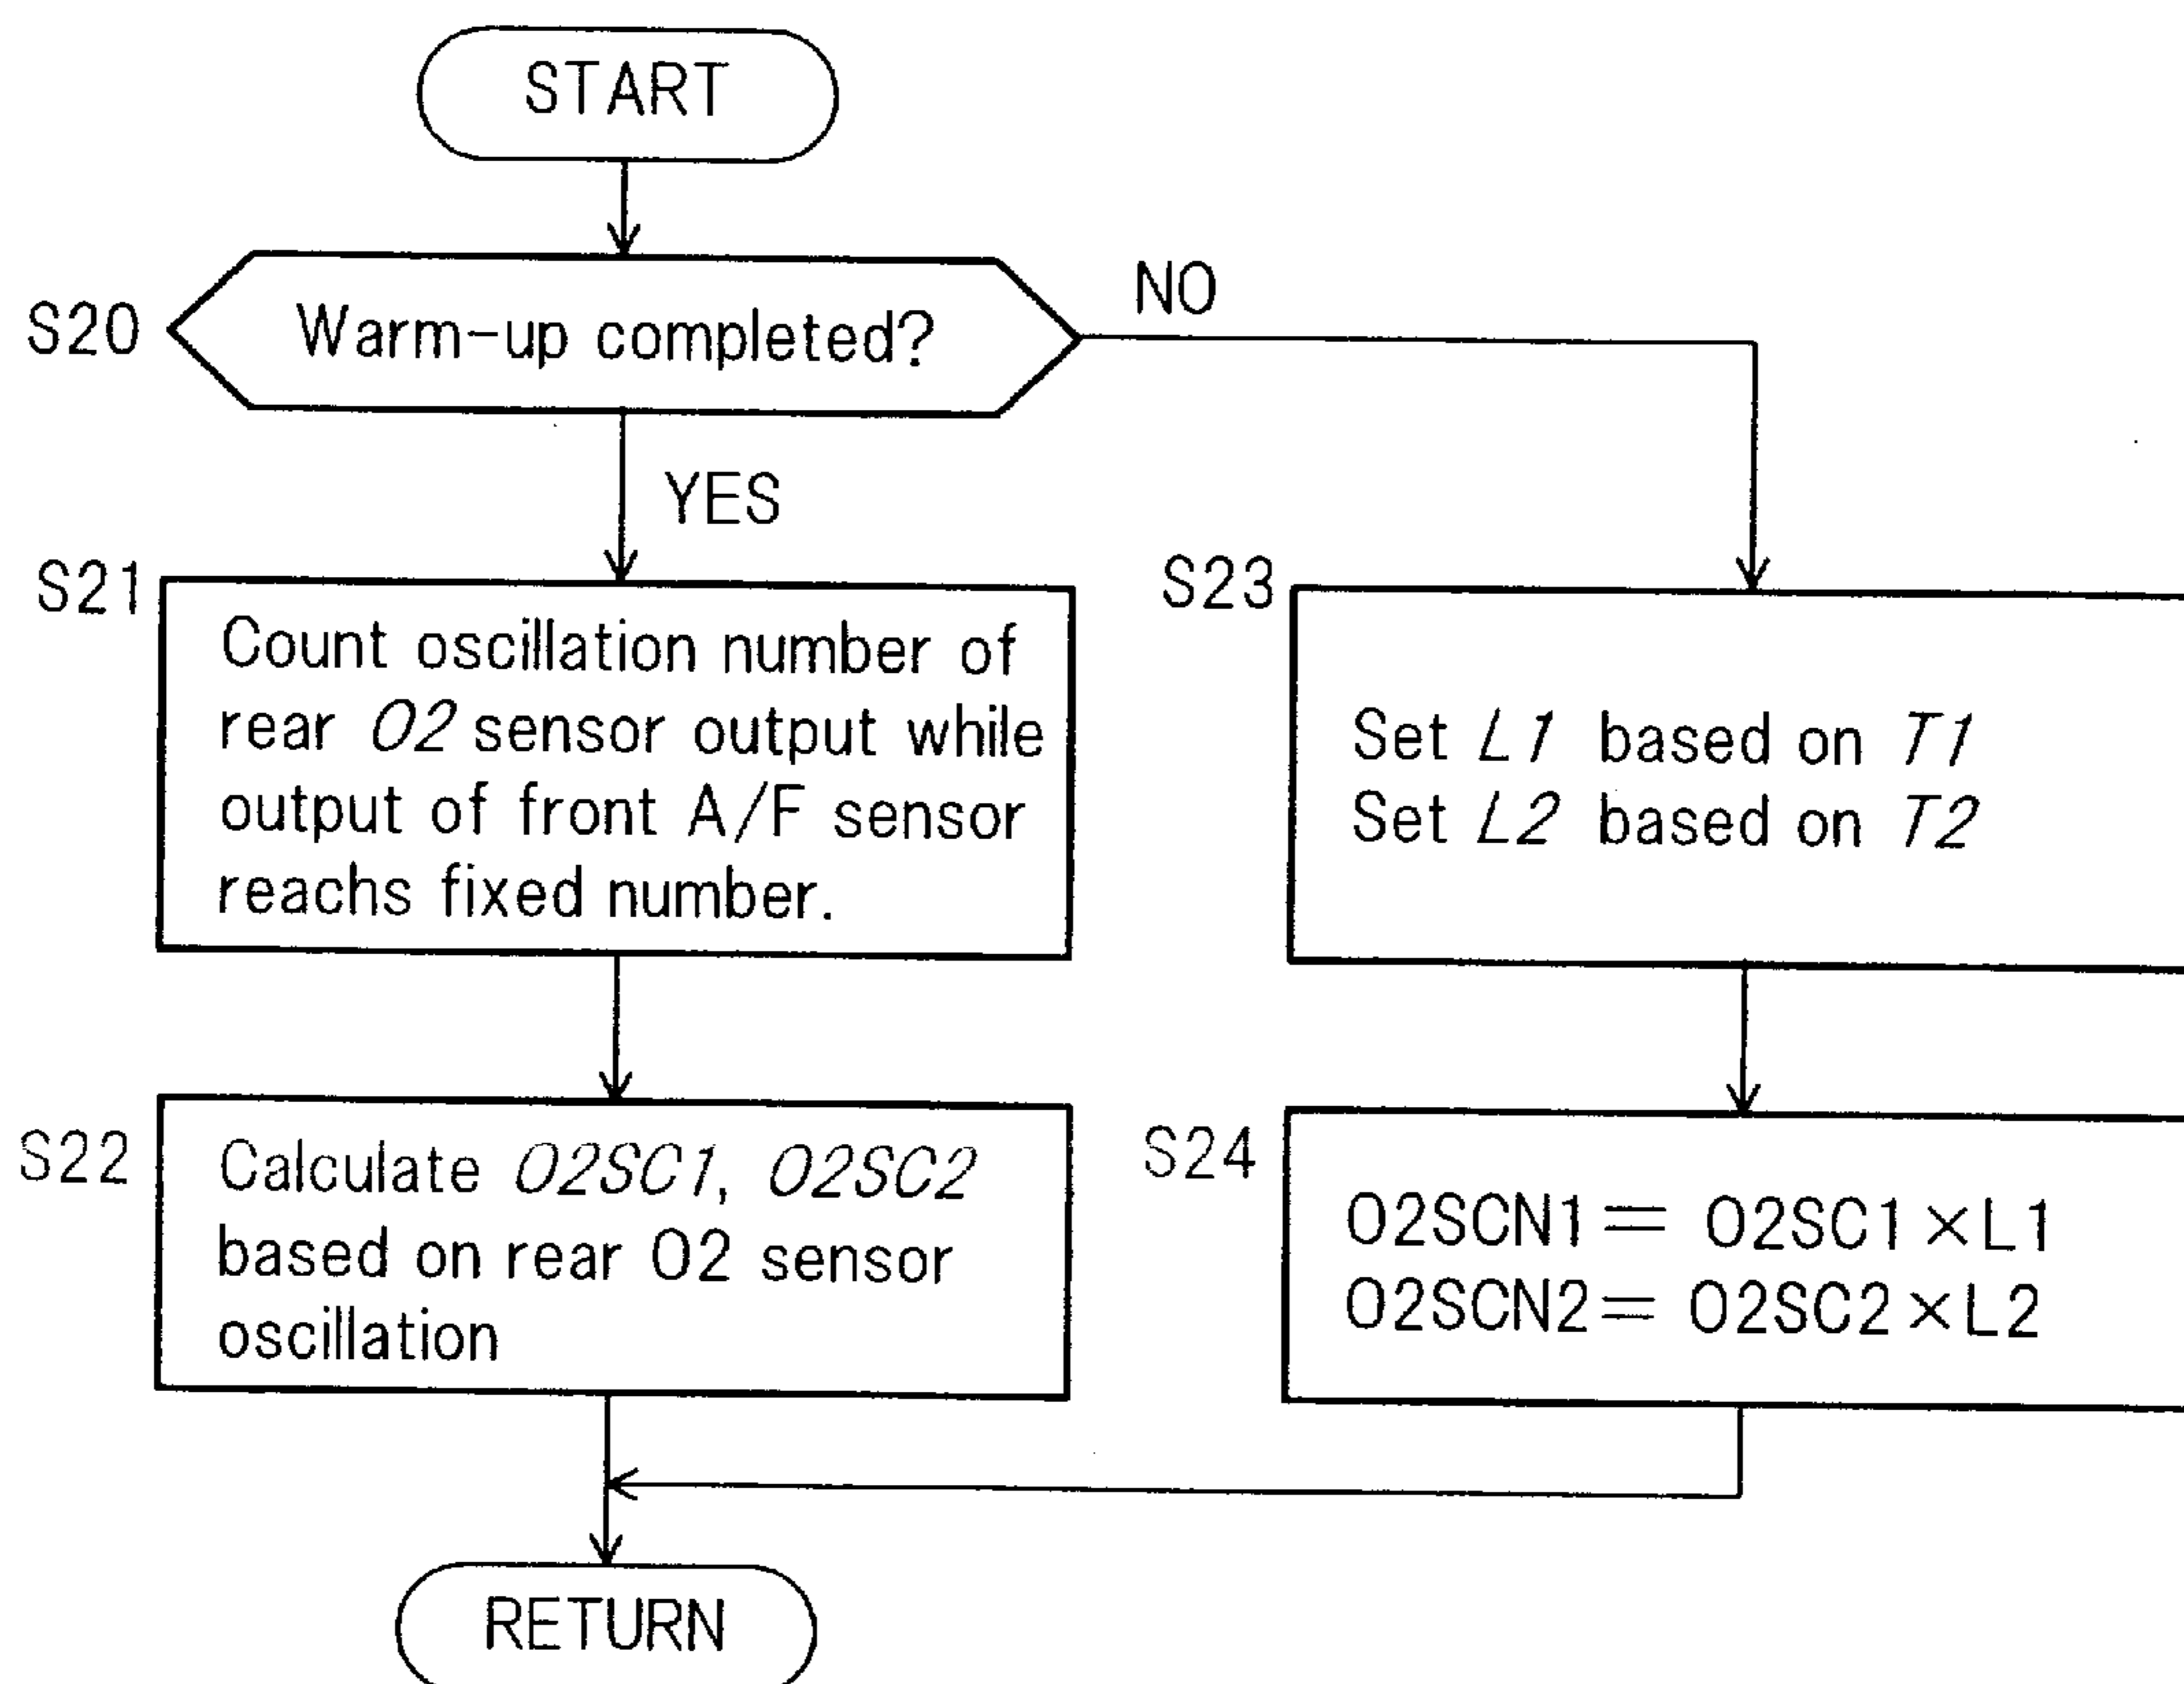 START
S20
Warm-up completed?
NO
YES
S21
Count oscillation number of
rear O2 sensor output while
output of front A/F sensor
reachs fixed number.
S22
Calculate O2SC1, O2SC2
based on rear O2 sensor
oscillation
S23
Set L1 based on T1
Set L2 based on T2
S24
O2SCN1 = O2SC1 ×L1
O2SCN2 = O2SC2 ×L2
RETURN